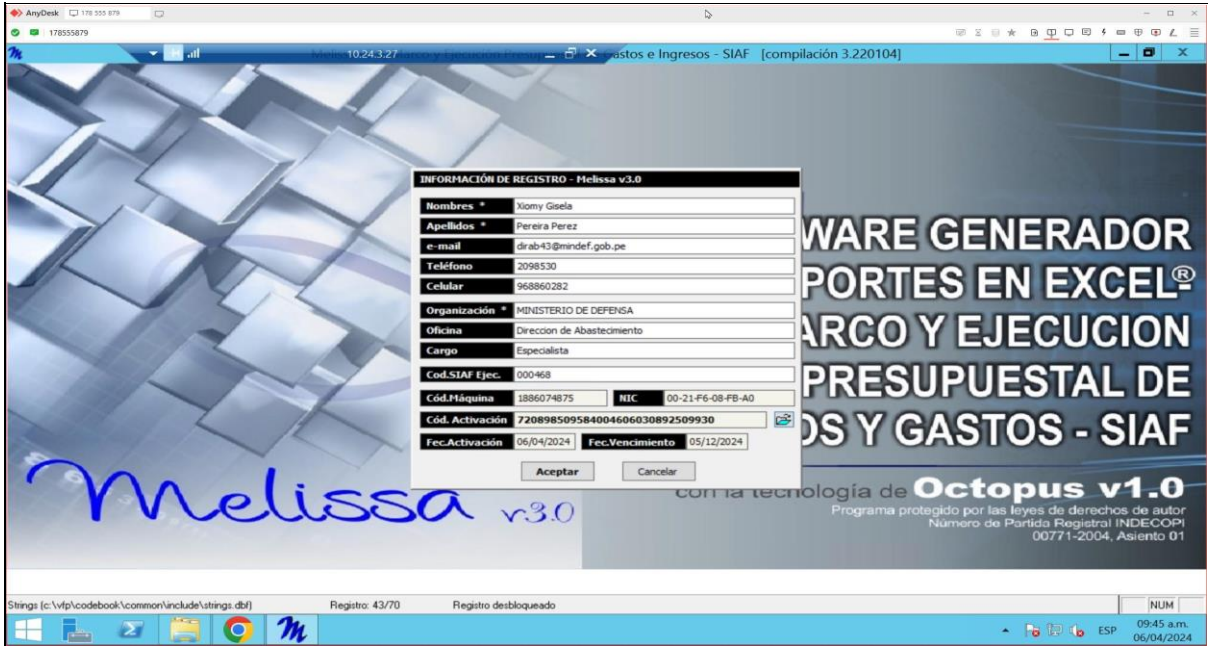 AnyDesk 178 555 879
178555879
10.24.3.27 astos e Ingresos - SIAF [compilación 3.220104]
INFORMACIÓN DE REGISTRO - Melissa v3.0
Nombres * Xiomy Gisela
Apellidos * Pereira Perez
e-mail dirab43@mindef.gob.pe
Teléfono 2098530
Celular 968860282
Organización * MINISTERIO DE DEFENSA
Oficina Direccion de Abastecimiento
Cargo Especialista
Cod.SIAF Ejec. 000468
Cód.Máquina 1886074875 NIC 00-21-F6-08-FB-A0
Cód. Activación 720898509584004606030892509930
Fec.Activación 06/04/2024 Fec.Vencimiento 05/12/2024
Aceptar Cancelar
WARE GENERADOR
PORTES EN EXCEL®
ARCO Y EJECUCION
PRESUPUESTAL DE
OS Y GASTOS - SIAF
Melissa v3.0
con la tecnología de Octopus v1.0
Programa protegido por las leyes de derechos de autor
Número de Partida Registral INDECOPI
00771-2004, Asiento 01
Strings (c:\vfp\codebook\common\include\strings.dbf) Registro: 43/70 Registro desbloqueado NUM
ESP 09:45 a.m.
06/04/2024